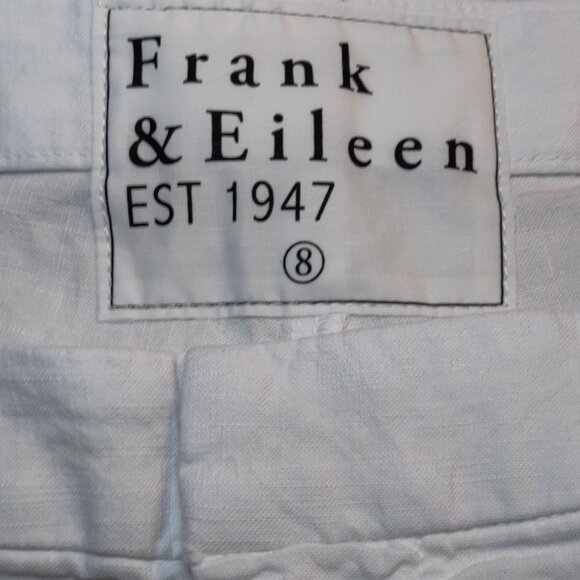 Frank
& Eileen
EST 1947
8